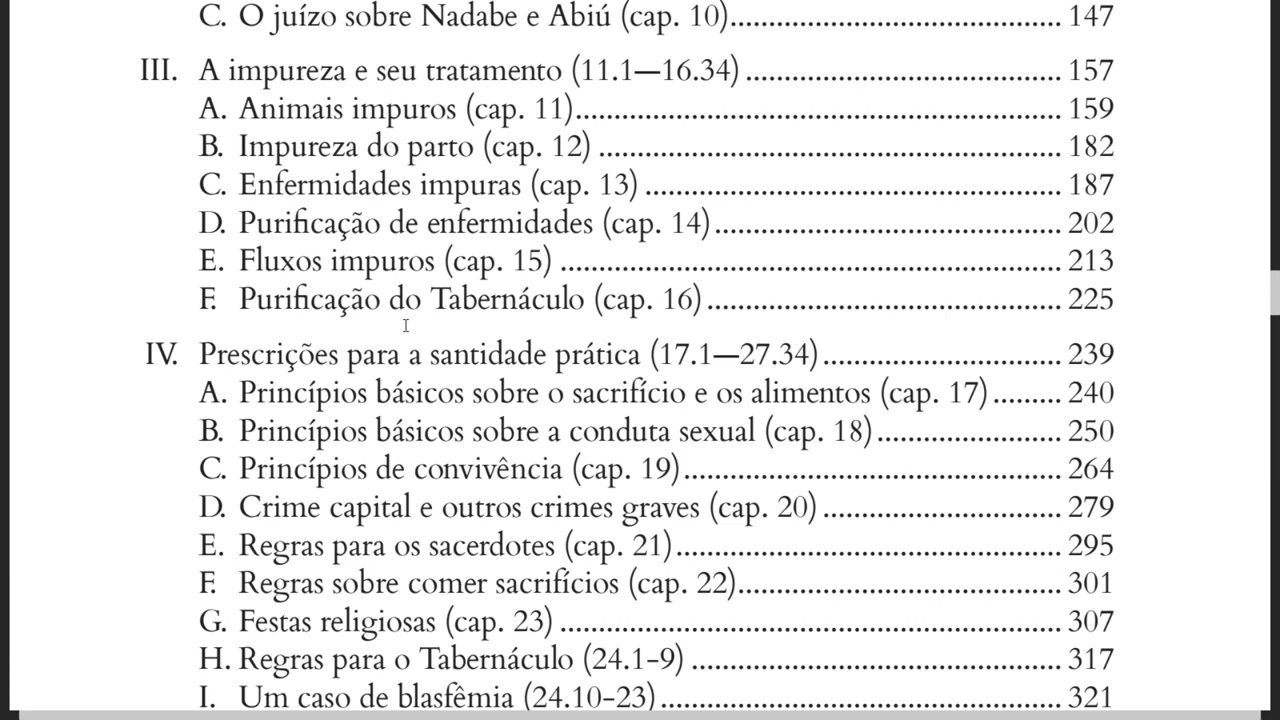 C. O juízo sobre Nadabe e Abiú (cap. 10)........................................ 147
III. A impureza e seu tratamento (11.1—16.34)........................................ 157
A. Animais impuros (cap. 11)........................................ 159
B. Impureza do parto (cap. 12)........................................ 182
C. Enfermidades impuras (cap. 13)........................................ 187
D. Purificação de enfermidades (cap. 14)........................................ 202
E. Fluxos impuros (cap. 15)........................................ 213
F. Purificação do Tabernáculo (cap. 16)........................................ 225
IV. Prescrições para a santidade prática (17.1—27.34)............................... 239
A. Princípios básicos sobre o sacrifício e os alimentos (cap. 17)......... 240
B. Princípios básicos sobre a conduta sexual (cap. 18)........................ 250
C. Princípios de convivência (cap. 19)........................................ 264
D. Crime capital e outros crimes graves (cap. 20)............................... 279
E. Regras para os sacerdotes (cap. 21)........................................ 295
F. Regras sobre comer sacrifícios (cap. 22)........................................ 301
G. Festas religiosas (cap. 23)........................................ 307
H. Regras para o Tabernáculo (24.1-9)........................................ 317
I. Um caso de blasfêmia (24.10-23)........................................ 321